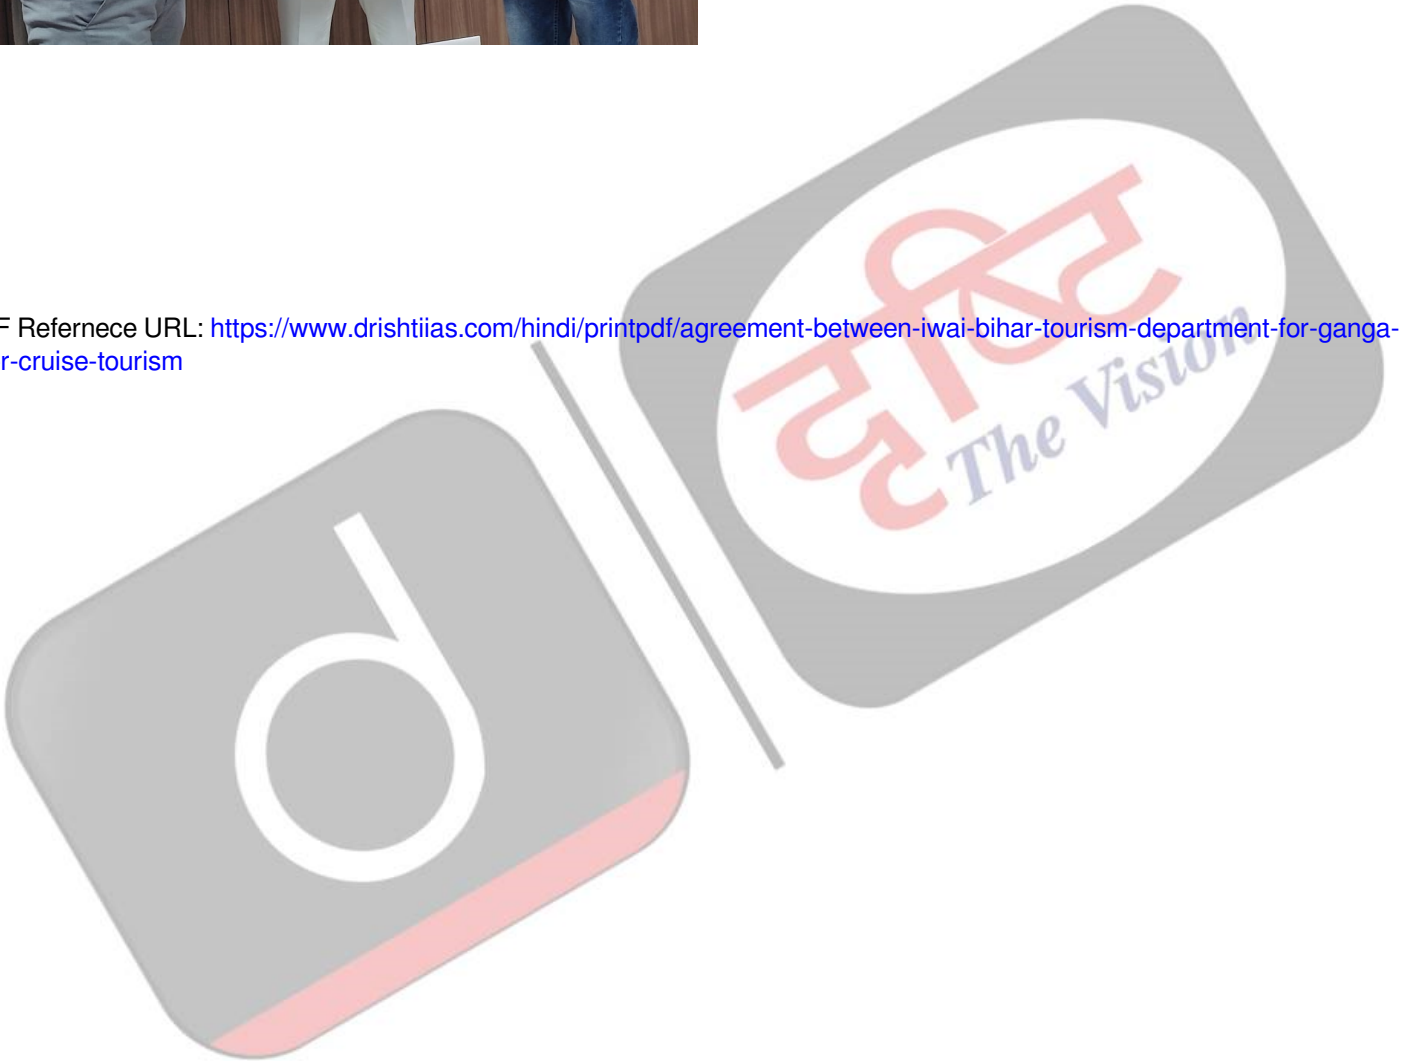 F Refernece URL: https://www.drishtiias.com/hindi/printpdf/agreement-between-iwai-bihar-tourism-department-for-ganga-
r-cruise-tourism
दृष्टि
The Vision
d